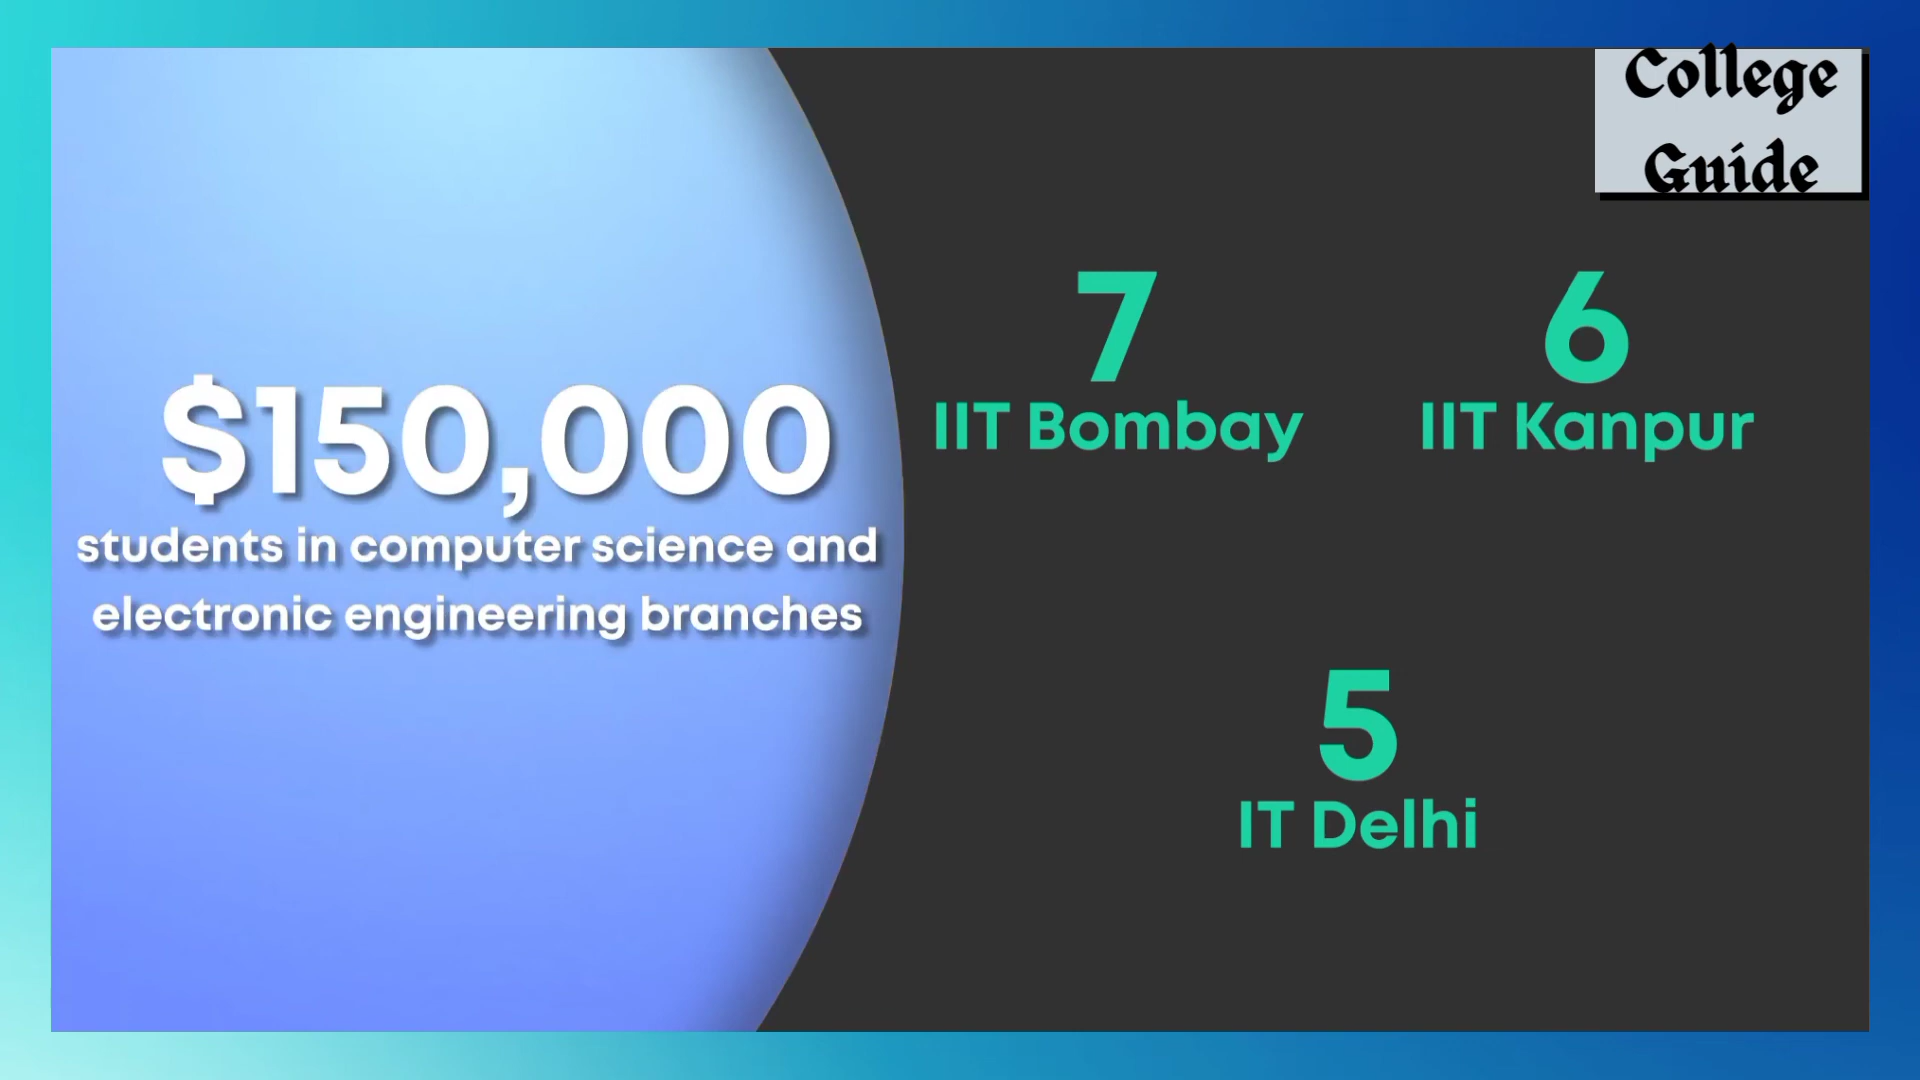 College
Guide
$150,000
students in computer science and
electronic engineering branches
7
IIT Bombay
6
IIT Kanpur
5
IT Delhi